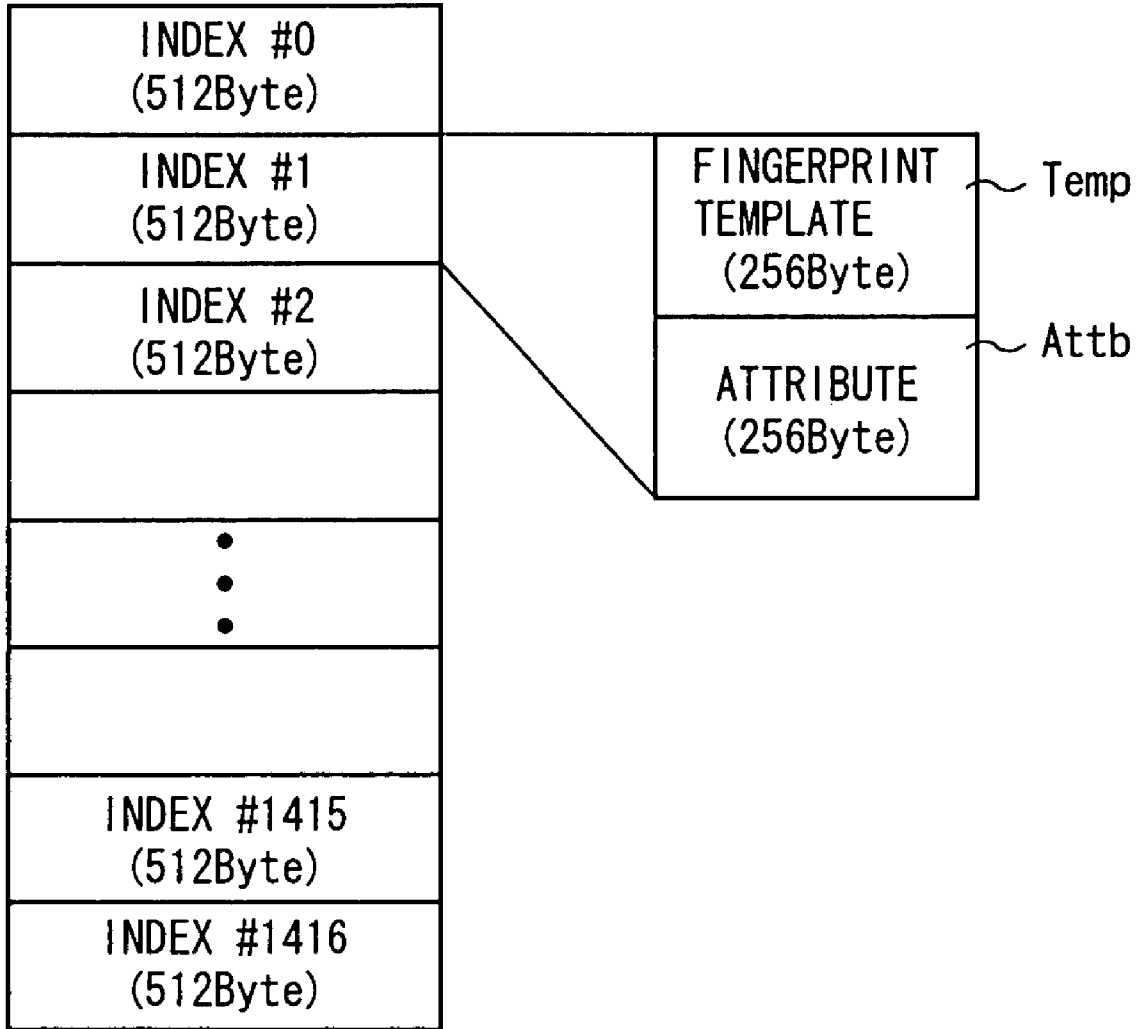 INDEX #0
(512Byte)
INDEX #1
(512Byte)
INDEX #2
(512Byte)
INDEX #1415
(512Byte)
INDEX #1416
(512Byte)
FINGERPRINT
TEMPLATE
(256Byte)
Temp
ATTRIBUTE
(256Byte)
Attb